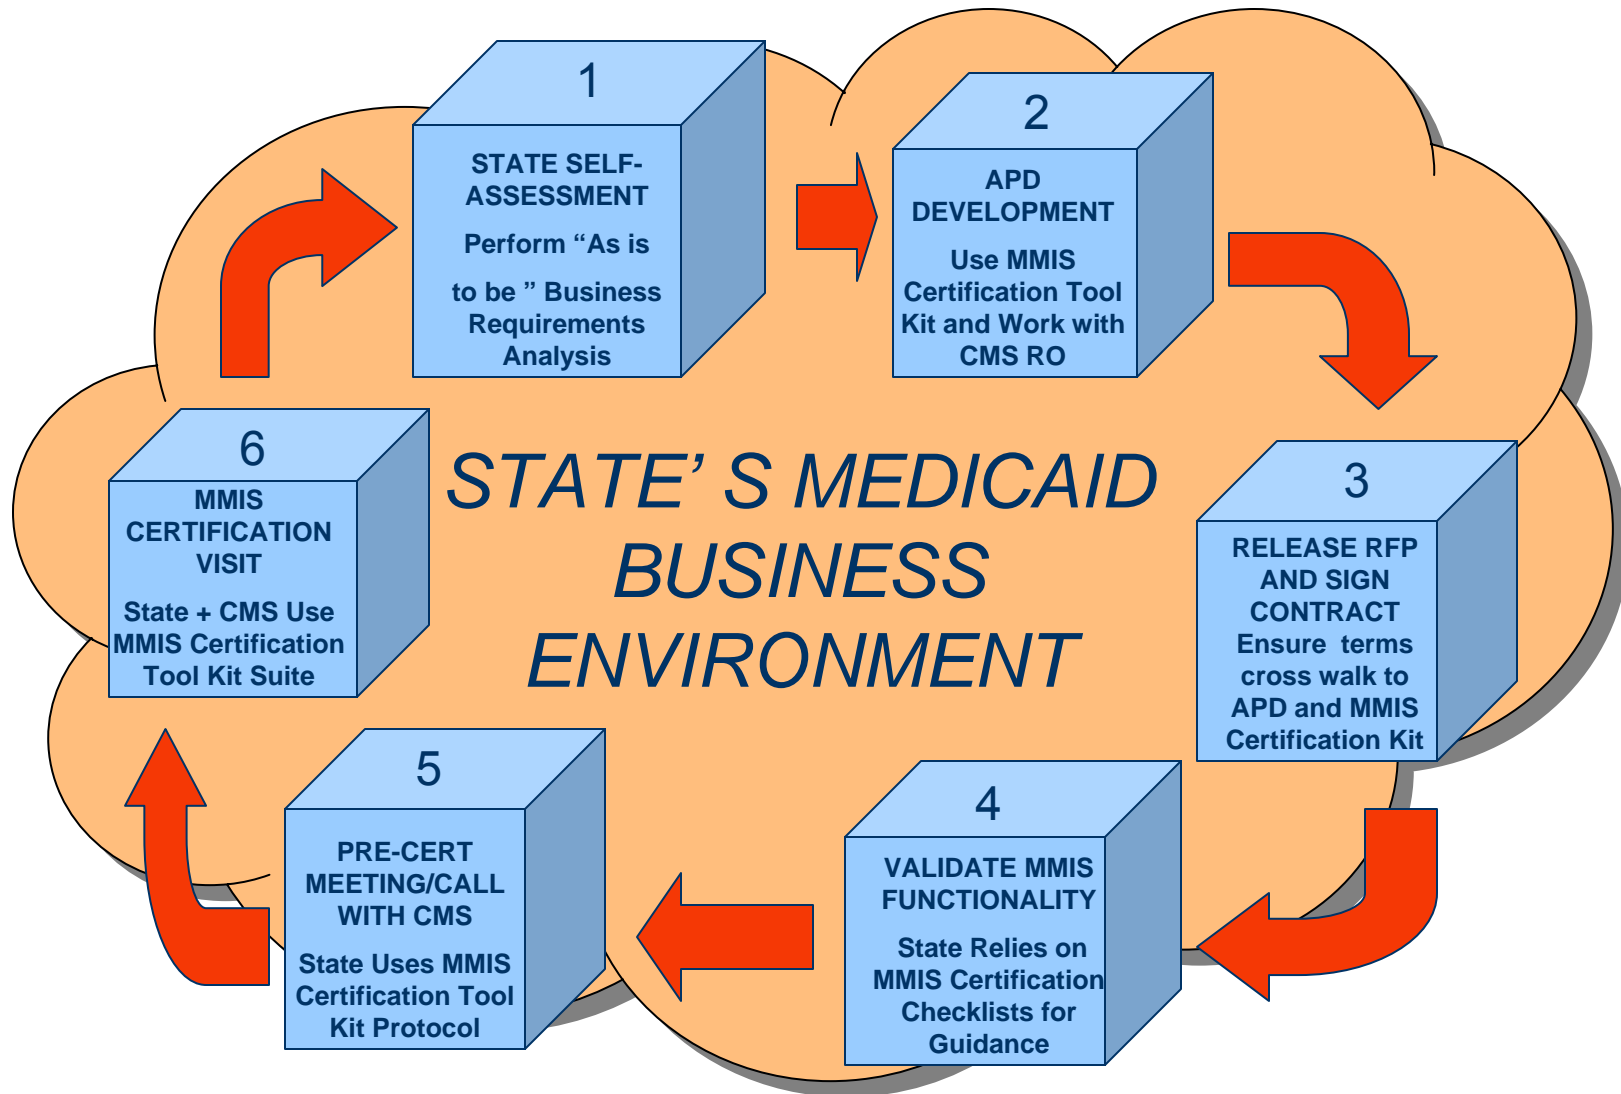 1
STATE SELF-
ASSESSMENT
Perform “As is
to be ” Business
Requirements
Analysis
2
APD
DEVELOPMENT
Use MMIS
Certification Tool
Kit and Work with
CMS RO
3
RELEASE RFP
AND SIGN
CONTRACT
Ensure terms
cross walk to
APD and MMIS
Certification Kit
4
VALIDATE MMIS
FUNCTIONALITY
State Relies on
MMIS Certification
Checklists for
Guidance
5
PRE-CERT
MEETING/CALL
WITH CMS
State Uses MMIS
Certification Tool
Kit Protocol
6
MMIS
CERTIFICATION
VISIT
State + CMS Use
MMIS Certification
Tool Kit Suite
STATE’ S MEDICAID
BUSINESS
ENVIRONMENT